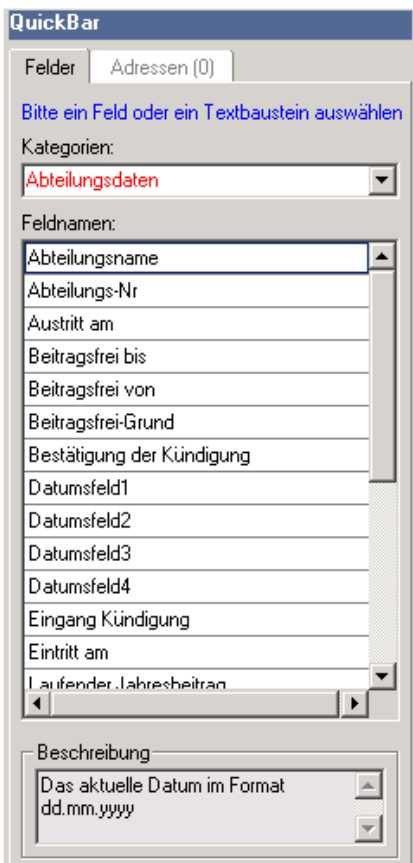 QuickBar
Felder
Adressen (0)
Bitte ein Feld oder ein Textbaustein auswählen
Kategorien:
Abteilungsdaten
Feldnamen:
Abteilungsname
Abteilungs-Nr
Austritt am
Beitragsfrei bis
Beitragsfrei von
Beitragsfrei-Grund
Bestätigung der Kündigung
Datumsfeld1
Datumsfeld2
Datumsfeld3
Datumsfeld4
Eingang Kündigung
Eintritt am
Laufender Jahresbeitrag
Beschreibung
Das aktuelle Datum im Format
dd.mm.yyyy